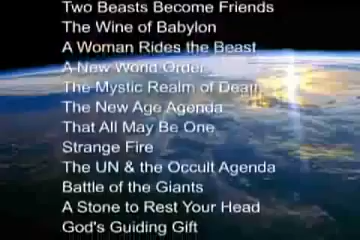 Two Beasts Become Friends
The Wine of Babylon
A Woman Rides the Beast
A New World Order
The Mystic Realm of Death
The New Age Agenda
That All May Be One
Strange Fire
The UN & the Occult Agenda
Battle of the Giants
A Stone to Rest Your Head
God's Guiding Gift